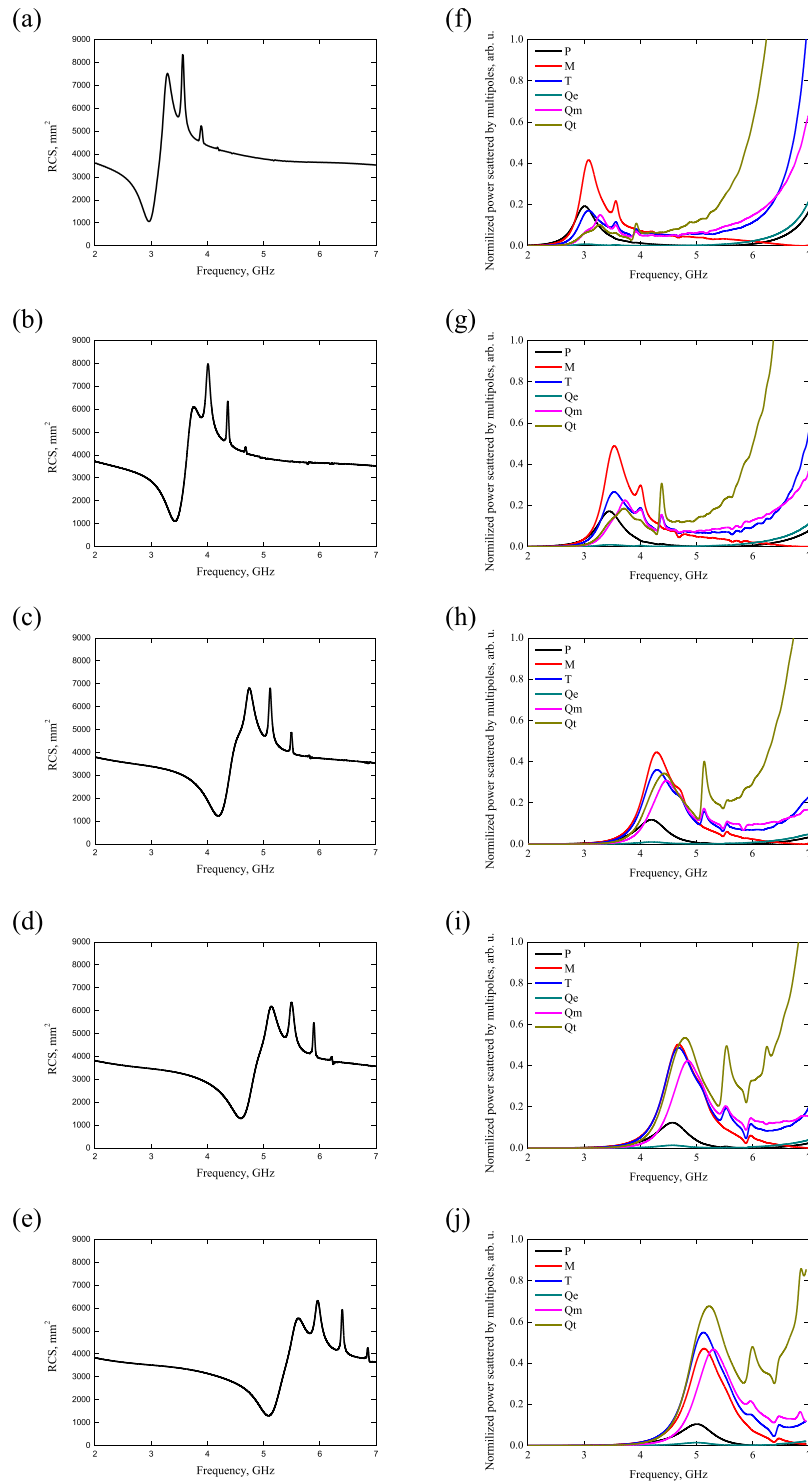 (a)
9000
8000
7000
6000
5000
4000
3000
2000
1000
0
RCS, mm²
2 3 4 5 6 7
Frequency, GHz
(f)
1.0
0.8
0.6
0.4
0.2
0.0
Normilized power scattered by multipoles, arb. u.
P
M
T
Qe
Qm
Qt
2 3 4 5 6 7
Frequency, GHz
(b)
9000
8000
7000
6000
5000
4000
3000
2000
1000
0
RCS, mm²
2 3 4 5 6 7
Frequency, GHz
(g)
1.0
0.8
0.6
0.4
0.2
0.0
Normilized power scattered by multipoles, arb. u.
P
M
T
Qe
Qm
Qt
2 3 4 5 6 7
Frequency, GHz
(c)
9000
8000
7000
6000
5000
4000
3000
2000
1000
0
RCS, mm²
2 3 4 5 6 7
Frequency, GHz
(h)
1.0
0.8
0.6
0.4
0.2
0.0
Normilized power scattered by multipoles, arb. u.
P
M
T
Qe
Qm
Qt
2 3 4 5 6 7
Frequency, GHz
(d)
9000
8000
7000
6000
5000
4000
3000
2000
1000
0
RCS, mm²
2 3 4 5 6 7
Frequency, GHz
(i)
1.0
0.8
0.6
0.4
0.2
0.0
Normilized power scattered by multipoles, arb. u.
P
M
T
Qe
Qm
Qt
2 3 4 5 6 7
Frequency, GHz
(e)
9000
8000
7000
6000
5000
4000
3000
2000
1000
0
RCS, mm²
2 3 4 5 6 7
Frequency, GHz
(j)
1.0
0.8
0.6
0.4
0.2
0.0
Normilized power scattered by multipoles, arb. u.
P
M
T
Qe
Qm
Qt
2 3 4 5 6 7
Frequency, GHz